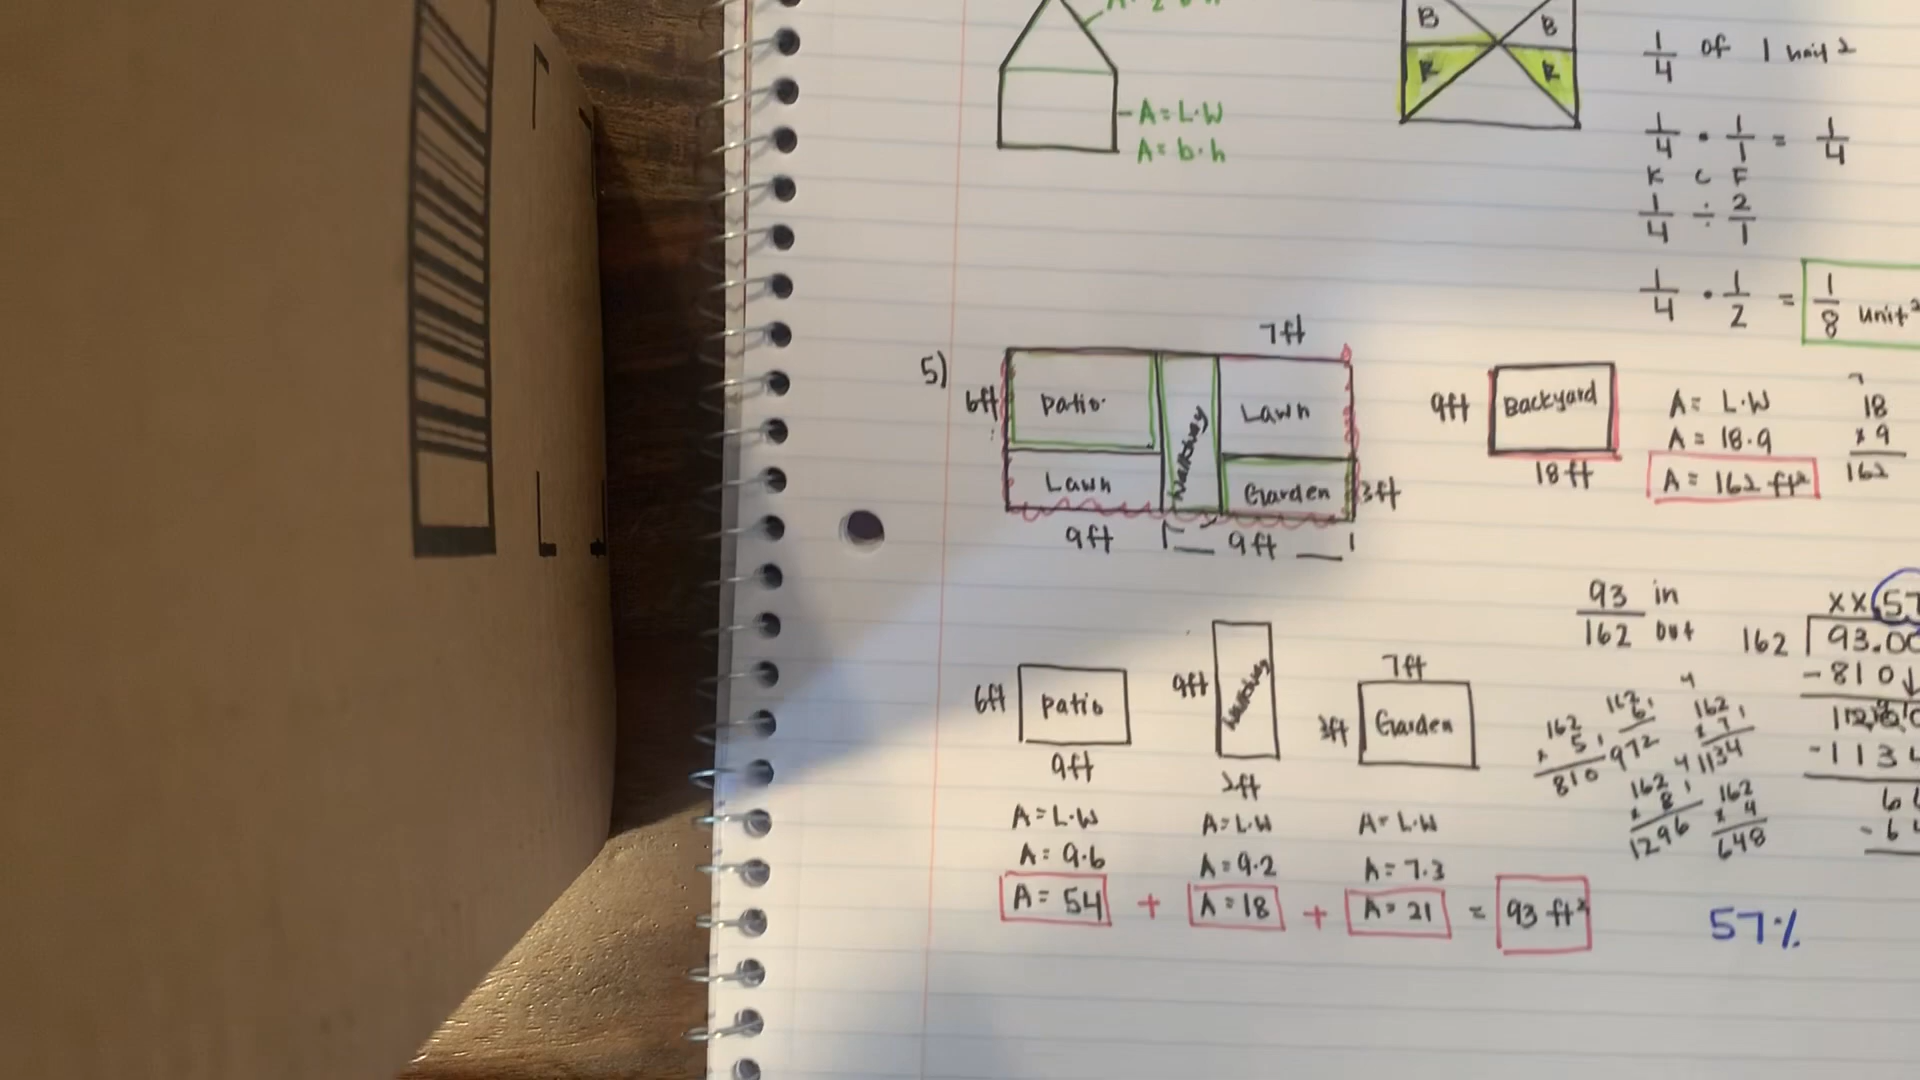 A = L·W
A = b·h
B B
R R
1/4 of 1 unit 2
1/4 · 1/1 = 1/4
K C F
1/4 ÷ 2/1
1/4 · 1/2 = 1/8 unit²
5)
7ft
6ft
Patio
Walkway
Lawn
Lawn
Garden
3ft
9ft
9ft
9ft
Backyard
18ft
A = L·W
A = 18·9
A = 162 ft²
7
18
x 9
162
93 in
162 out
xx.57
162 93.00
-810
-1134
162
x 5
810
162
6
972
162
x 7
1134
162
x 8
1296
162
x 4
648
6ft
Patio
9ft
A = L·W
A = 9·6
A = 54
9ft
Walkway
2ft
A = L·W
A = 9·2
A = 18
7ft
3ft
Garden
A = L·W
A = 7·3
A = 21
+ + = 93 ft²
57%